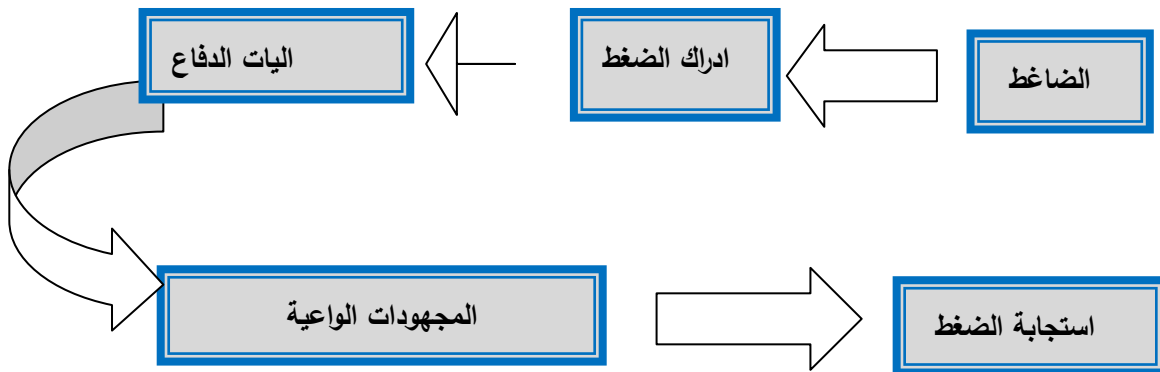 الضاغط
ادراك الضغط
اليات الدفاع
المجهودات الواعية
استجابة الضغط